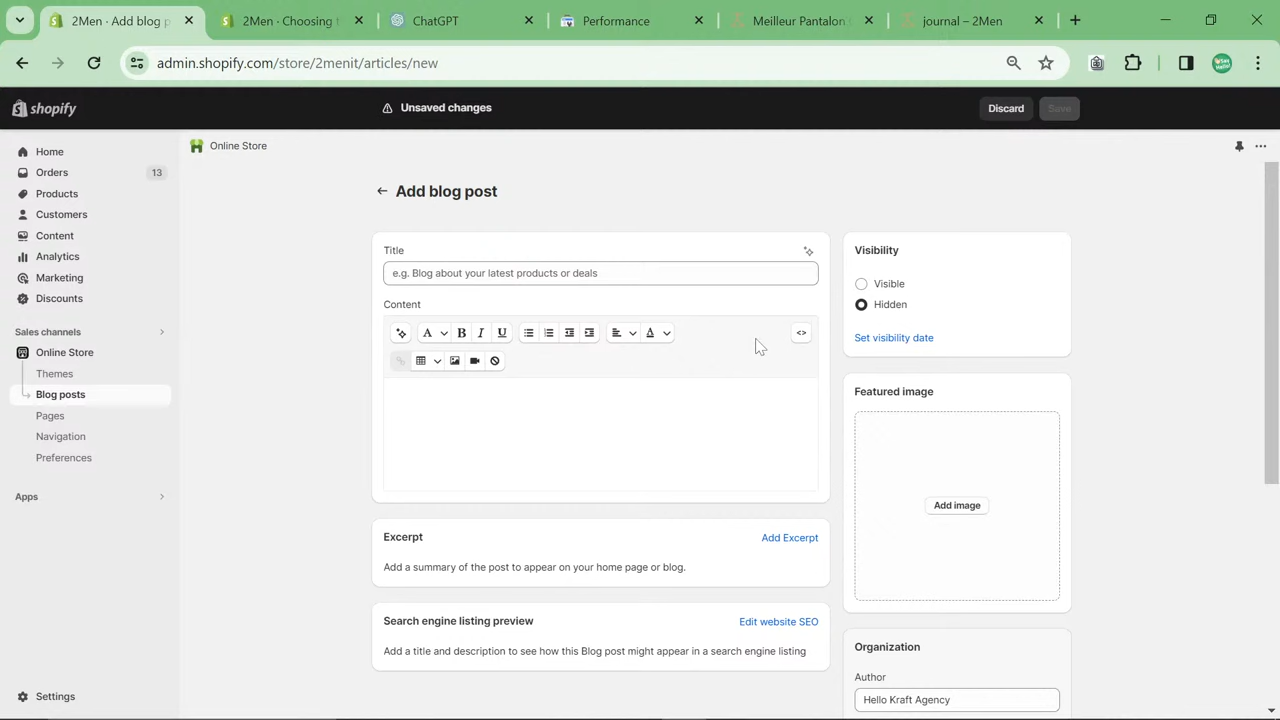 2Men · Add blog p
2Men · Choosing t
ChatGPT
Performance
Meilleur Pantalon
journal – 2Men
admin.shopify.com/store/2menit/articles/new
shopify
Unsaved changes
Discard
Save
Home
Orders
13
Products
Customers
Content
Analytics
Marketing
Discounts
Sales channels
Online Store
Themes
Blog posts
Pages
Navigation
Preferences
Apps
Settings
Online Store
Add blog post
Title
e.g. Blog about your latest products or deals
Content
A
B
I
U
A
<>
Excerpt
Add Excerpt
Add a summary of the post to appear on your home page or blog.
Search engine listing preview
Edit website SEO
Add a title and description to see how this Blog post might appear in a search engine listing
Visibility
Visible
Hidden
Set visibility date
Featured image
Add image
Organization
Author
Hello Kraft Agency